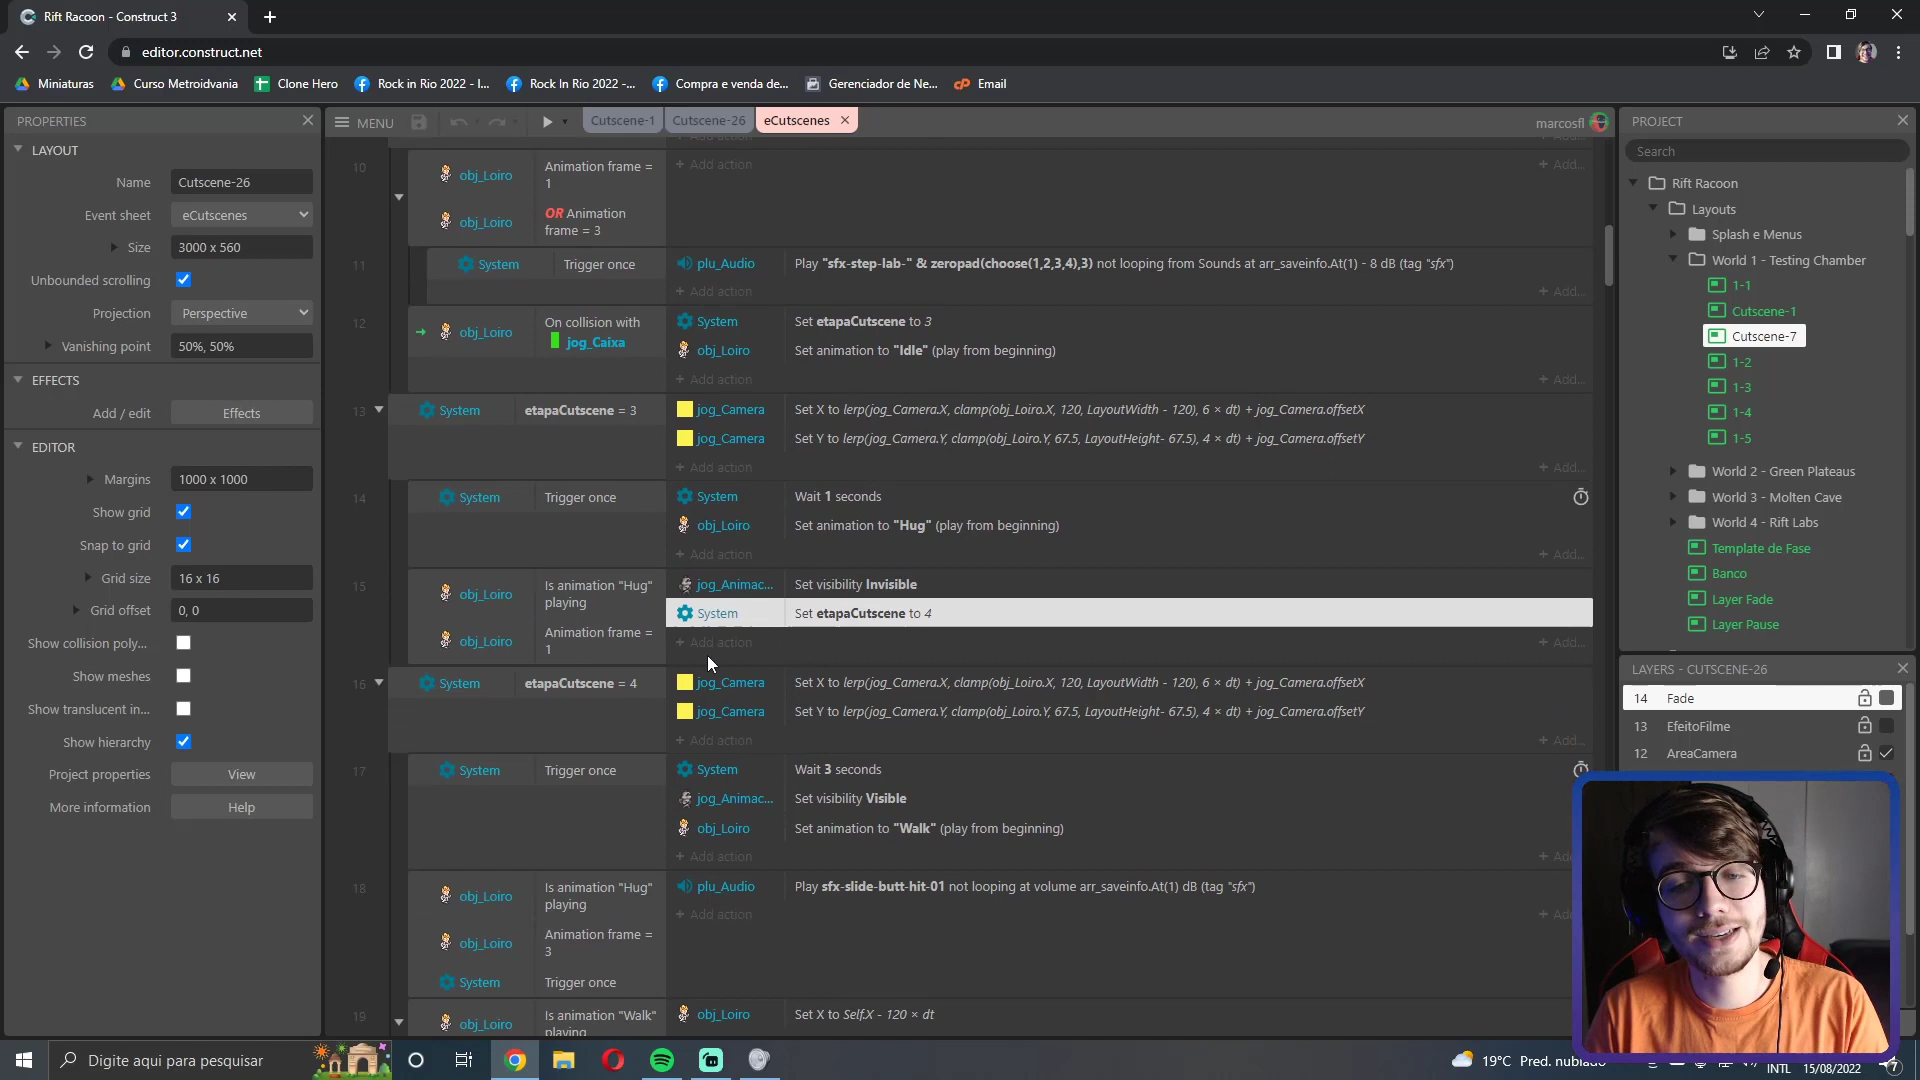 Rift Racoon - Construct 3
editor.construct.net
Miniaturas
Curso Metroidvania
Clone Hero
Rock in Rio 2022 - I...
Rock In Rio 2022 -...
Compra e venda de...
Gerenciador de Ne...
Email
PROPERTIES
LAYOUT
Name Cutscene-26
Event sheet eCutscenes
Size 3000 x 560
Unbounded scrolling
Projection Perspective
Vanishing point 50%, 50%
EFFECTS
Add / edit Effects
EDITOR
Margins 1000 x 1000
Show grid
Snap to grid
Grid size 16 x 16
Grid offset 0, 0
Show collision poly...
Show meshes
Show translucent in...
Show hierarchy
Project properties View
More information Help
MENU
Cutscene-1
Cutscene-26
eCutscenes
marcosfl
10
obj_Loiro Animation frame =
1
obj_Loiro OR Animation
frame = 3
+ Add action + Add...
11
System Trigger once
plu_Audio Play "sfx-step-lab-" & zeropad(choose(1,2,3,4),3) not looping from Sounds at arr_saveinfo.At(1) - 8 dB (tag "sfx")
+ Add action + Add...
12
obj_Loiro On collision with
jog_Caixa
System Set etapaCutscene to 3
obj_Loiro Set animation to "Idle" (play from beginning)
+ Add action + Add...
13
System etapaCutscene = 3
jog_Camera Set X to lerp(jog_Camera.X, clamp(obj_Loiro.X, 120, LayoutWidth - 120), 6 × dt) + jog_Camera.offsetX
jog_Camera Set Y to lerp(jog_Camera.Y, clamp(obj_Loiro.Y, 67.5, LayoutHeight- 67.5), 4 × dt) + jog_Camera.offsetY
+ Add action + Add...
14
System Trigger once
System Wait 1 seconds
obj_Loiro Set animation to "Hug" (play from beginning)
+ Add action + Add...
15
obj_Loiro Is animation "Hug"
playing
obj_Loiro Animation frame =
1
jog_Animac... Set visibility Invisible
System Set etapaCutscene to 4
+ Add action + Add...
16
System etapaCutscene = 4
jog_Camera Set X to lerp(jog_Camera.X, clamp(obj_Loiro.X, 120, LayoutWidth - 120), 6 × dt) + jog_Camera.offsetX
jog_Camera Set Y to lerp(jog_Camera.Y, clamp(obj_Loiro.Y, 67.5, LayoutHeight- 67.5), 4 × dt) + jog_Camera.offsetY
+ Add action + Add...
17
System Trigger once
System Wait 3 seconds
jog_Animac... Set visibility Visible
obj_Loiro Set animation to "Walk" (play from beginning)
+ Add action + Add
18
obj_Loiro Is animation "Hug"
playing
obj_Loiro Animation frame =
3
System Trigger once
plu_Audio Play sfx-slide-butt-hit-01 not looping at volume arr_saveinfo.At(1) dB (tag "sfx")
+ Add action + Add
19
obj_Loiro Is animation "Walk"
playing
obj_Loiro Set X to Self.X - 120 × dt
PROJECT
Search
Rift Racoon
Layouts
Splash e Menus
World 1 - Testing Chamber
1-1
Cutscene-1
Cutscene-7
1-2
1-3
1-4
1-5
World 2 - Green Plateaus
World 3 - Molten Cave
World 4 - Rift Labs
Template de Fase
Banco
Layer Fade
Layer Pause
LAYERS - CUTSCENE-26
14 Fade
13 EfeitoFilme
12 AreaCamera
Digite aqui para pesquisar
19°C Pred. nublado
INTL 15/08/2022
7